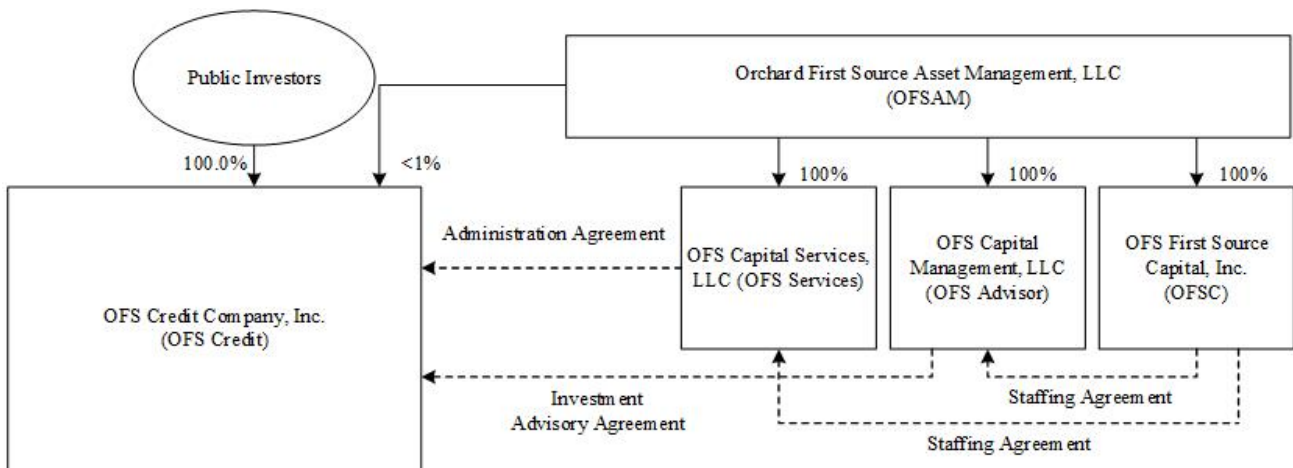 Public Investors
Orchard First Source Asset Management, LLC
(OFSAM)
100.0%
<1%
100%
100%
100%
Administration Agreement
OFS Capital Services,
LLC (OFS Services)
OFS Capital
Management, LLC
(OFS Advisor)
OFS First Source
Capital, Inc.
(OFSC)
OFS Credit Company, Inc.
(OFS Credit)
Investment
Advisory Agreement
Staffing Agreement
Staffing Agreement